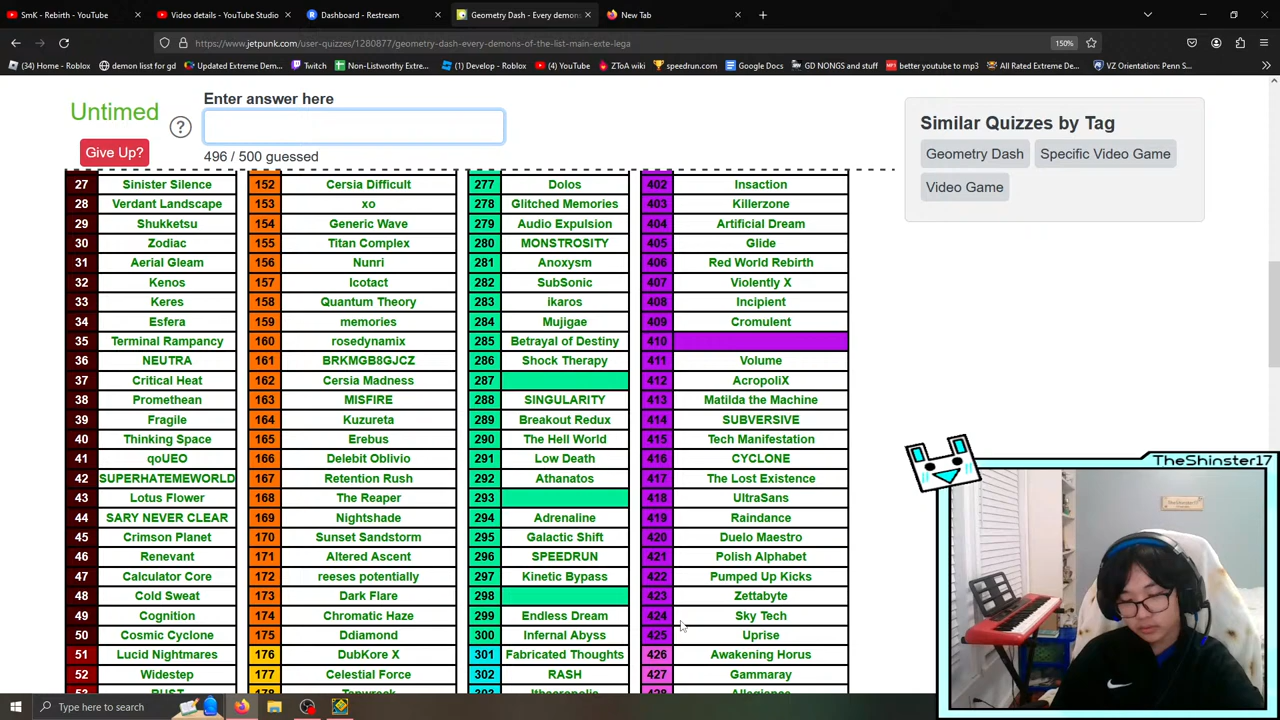 SmK - Rebirth - YouTube
Video details - YouTube Studio
Dashboard - Restream
Geometry Dash - Every demons
New Tab
https://www.jetpunk.com/user-quizzes/1280877/geometry-dash-every-demons-of-the-list-main-exte-lega
150%
(34) Home - Roblox
demon lisst for gd
Updated Extreme Dem...
Twitch
Non-Listworthy Extre...
(1) Develop - Roblox
(4) YouTube
ZToA wiki
speedrun.com
Google Docs
GD NONGS and stuff
better youtube to mp3
All Rated Extreme De...
VZ Orientation: Penn S...
Untimed
Enter answer here
Give Up?
496 / 500 guessed
Similar Quizzes by Tag
Geometry Dash
Specific Video Game
Video Game
27 Sinister Silence 152 Cersia Difficult 277 Dolos 402 Insaction
28 Verdant Landscape 153 xo 278 Glitched Memories 403 Killerzone
29 Shukketsu 154 Generic Wave 279 Audio Expulsion 404 Artificial Dream
30 Zodiac 155 Titan Complex 280 MONSTROSITY 405 Glide
31 Aerial Gleam 156 Nunri 281 Anoxysm 406 Red World Rebirth
32 Kenos 157 Icotact 282 SubSonic 407 Violently X
33 Keres 158 Quantum Theory 283 ikaros 408 Incipient
34 Esfera 159 memories 284 Mujigae 409 Cromulent
35 Terminal Rampancy 160 rosedynamix 285 Betrayal of Destiny 410
36 NEUTRA 161 BRKMGB8GJCZ 286 Shock Therapy 411 Volume
37 Critical Heat 162 Cersia Madness 287 412 AcropoliX
38 Promethean 163 MISFIRE 288 SINGULARITY 413 Matilda the Machine
39 Fragile 164 Kuzureta 289 Breakout Redux 414 SUBVERSIVE
40 Thinking Space 165 Erebus 290 The Hell World 415 Tech Manifestation
41 qoUEO 166 Delebit Oblivio 291 Low Death 416 CYCLONE
42 SUPERHATEMEWORLD 167 Retention Rush 292 Athanatos 417 The Lost Existence
43 Lotus Flower 168 The Reaper 293 418 UltraSans
44 SARY NEVER CLEAR 169 Nightshade 294 Adrenaline 419 Raindance
45 Crimson Planet 170 Sunset Sandstorm 295 Galactic Shift 420 Duelo Maestro
46 Renevant 171 Altered Ascent 296 SPEEDRUN 421 Polish Alphabet
47 Calculator Core 172 reeses potentially 297 Kinetic Bypass 422 Pumped Up Kicks
48 Cold Sweat 173 Dark Flare 298 423 Zettabyte
49 Cognition 174 Chromatic Haze 299 Endless Dream 424 Sky Tech
50 Cosmic Cyclone 175 Ddiamond 300 Infernal Abyss 425 Uprise
51 Lucid Nightmares 176 DubKore X 301 Fabricated Thoughts 426 Awakening Horus
52 Widestep 177 Celestial Force 302 RASH 427 Gammaray
TheShinster17
Type here to search